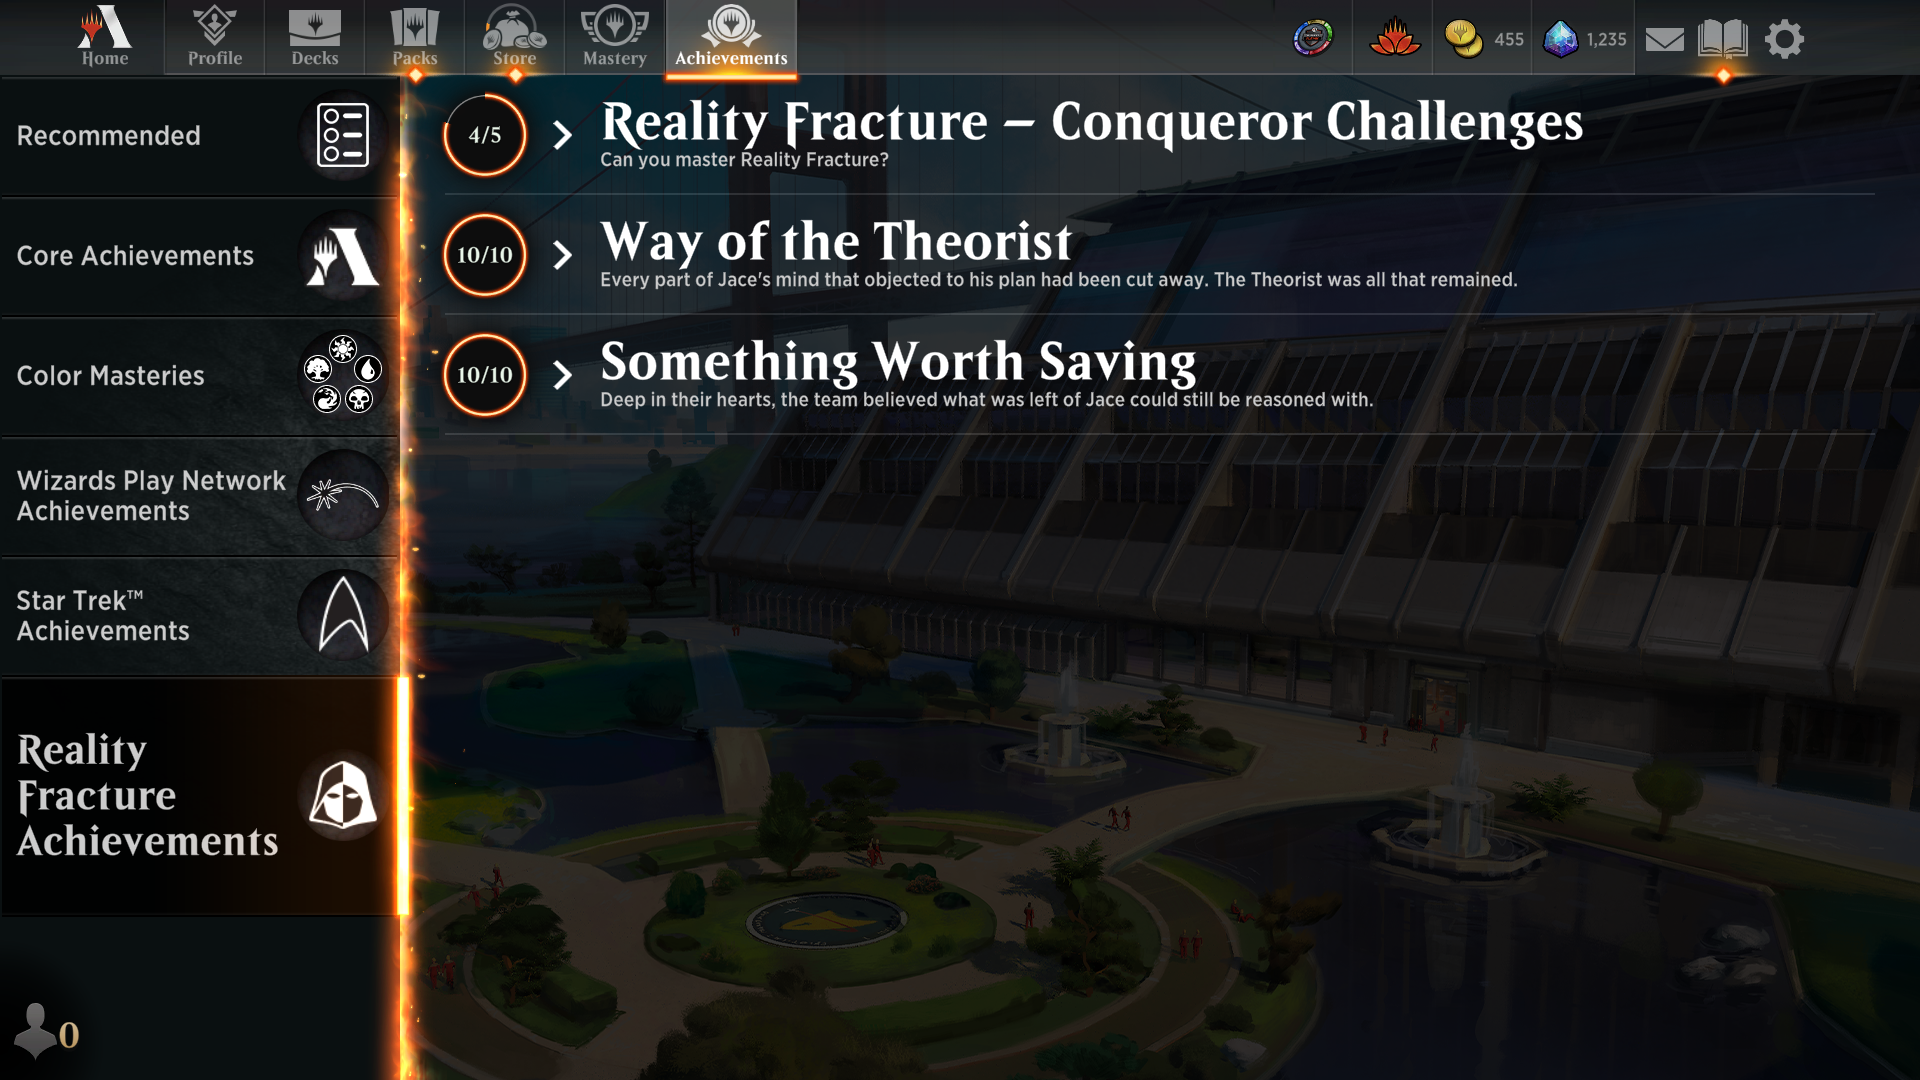 Home
Profile
Decks
Packs
Store
Mastery
Achievements
455
1,235
Recommended
Core Achievements
Color Masteries
Wizards Play Network
Achievements
Star Trek™
Achievements
Reality
Fracture
Achievements
0
4/5
Reality Fracture – Conqueror Challenges
Can you master Reality Fracture?
10/10
Way of the Theorist
Every part of Jace's mind that objected to his plan had been cut away. The Theorist was all that remained.
10/10
Something Worth Saving
Deep in their hearts, the team believed what was left of Jace could still be reasoned with.